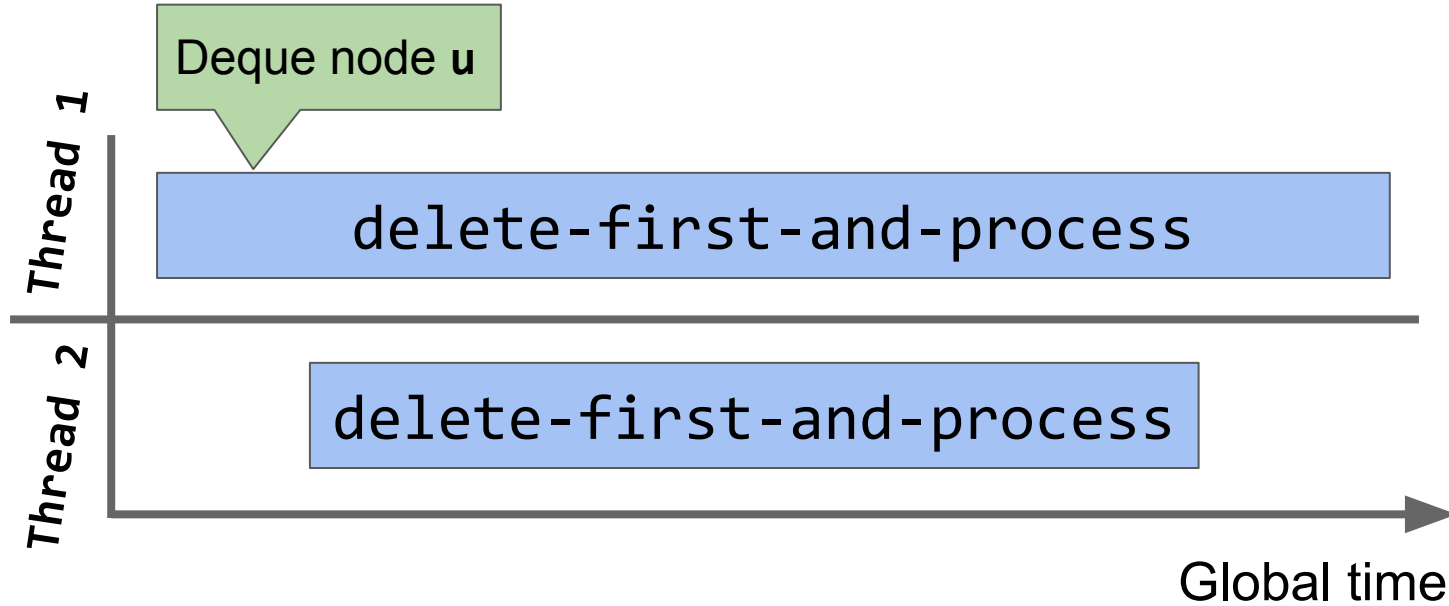 Deque node u
Thread 1
delete-first-and-process
Thread 2
delete-first-and-process
Global time